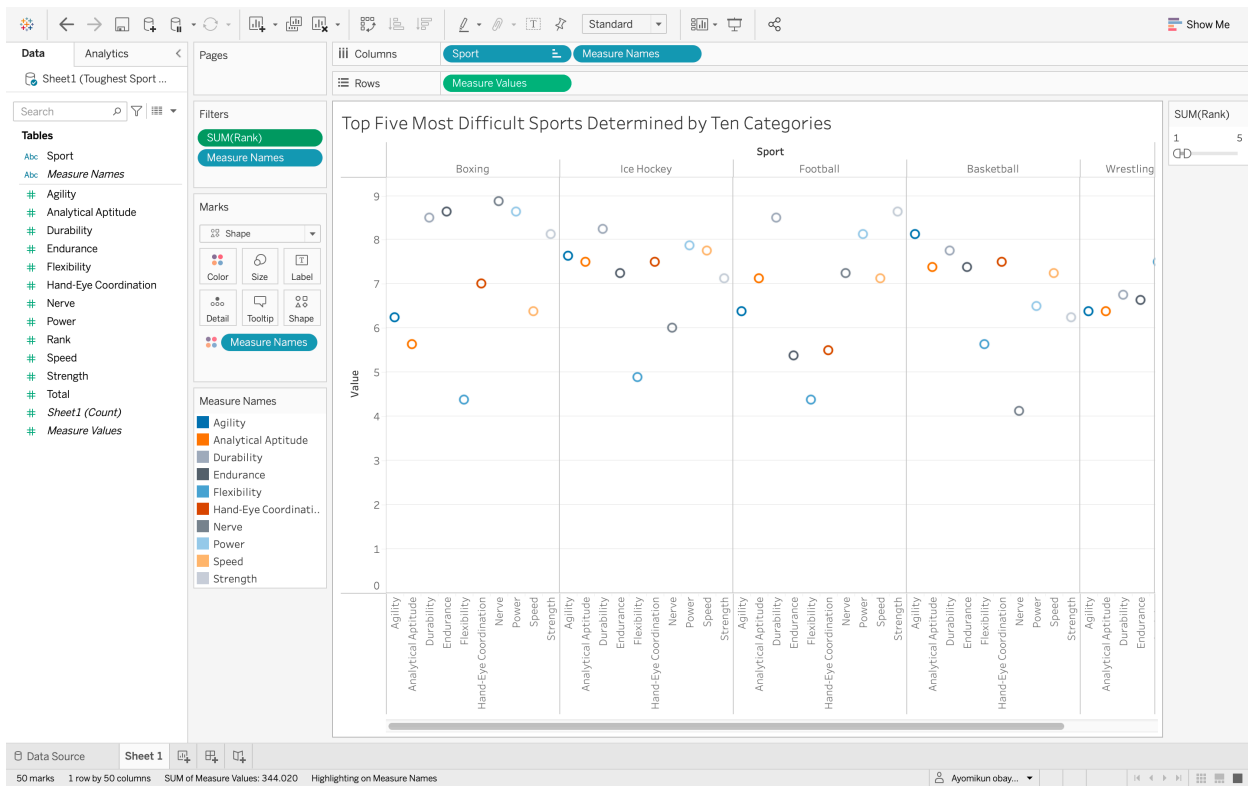 Standard
Show Me
Data
Analytics
Sheet1 (Toughest Sport ...
Search
Tables
Abc Sport
Abc Measure Names
# Agility
# Analytical Aptitude
# Durability
# Endurance
# Flexibility
# Hand-Eye Coordination
# Nerve
# Power
# Rank
# Speed
# Strength
# Total
# Sheet1 (Count)
# Measure Values
Pages
Filters
SUM(Rank)
Measure Names
Marks
Shape
Color Size Label
Detail Tooltip Shape
Measure Names
Measure Names
Agility
Analytical Aptitude
Durability
Endurance
Flexibility
Hand-Eye Coordinati..
Nerve
Power
Speed
Strength
Columns Sport Measure Names
Rows Measure Values
Top Five Most Difficult Sports Determined by Ten Categories
Sport
Boxing Ice Hockey Football Basketball Wrestling
Value
9
8
7
6
5
4
3
2
1
0
Agility
Analytical Aptitude
Durability
Endurance
Flexibility
Hand-Eye Coordination
Nerve
Power
Speed
Strength
Agility
Analytical Aptitude
Durability
Endurance
Flexibility
Hand-Eye Coordination
Nerve
Power
Speed
Strength
Agility
Analytical Aptitude
Durability
Endurance
Flexibility
Hand-Eye Coordination
Nerve
Power
Speed
Strength
Agility
Analytical Aptitude
Durability
Endurance
Flexibility
Hand-Eye Coordination
Nerve
Power
Speed
Strength
Agility
Analytical Aptitude
Durability
Endurance
SUM(Rank)
1 5
Data Source Sheet 1
50 marks 1 row by 50 columns SUM of Measure Values: 344.020 Highlighting on Measure Names
Ayomikun obay...